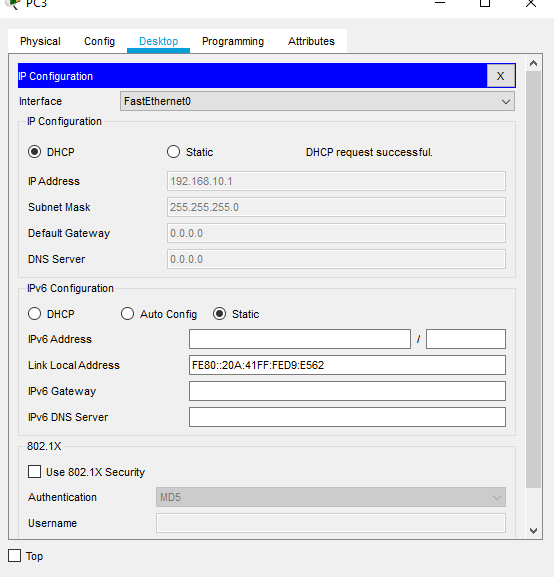 PC3
Physical Config Desktop Programming Attributes
IP Configuration X
Interface FastEthernet0
IP Configuration
DHCP Static DHCP request successful.
IP Address 192.168.10.1
Subnet Mask 255.255.255.0
Default Gateway 0.0.0.0
DNS Server 0.0.0.0
IPv6 Configuration
DHCP Auto Config Static
IPv6 Address /
Link Local Address FE80::20A:41FF:FED9:E562
IPv6 Gateway
IPv6 DNS Server
802.1X
Use 802.1X Security
Authentication MD5
Username
Top